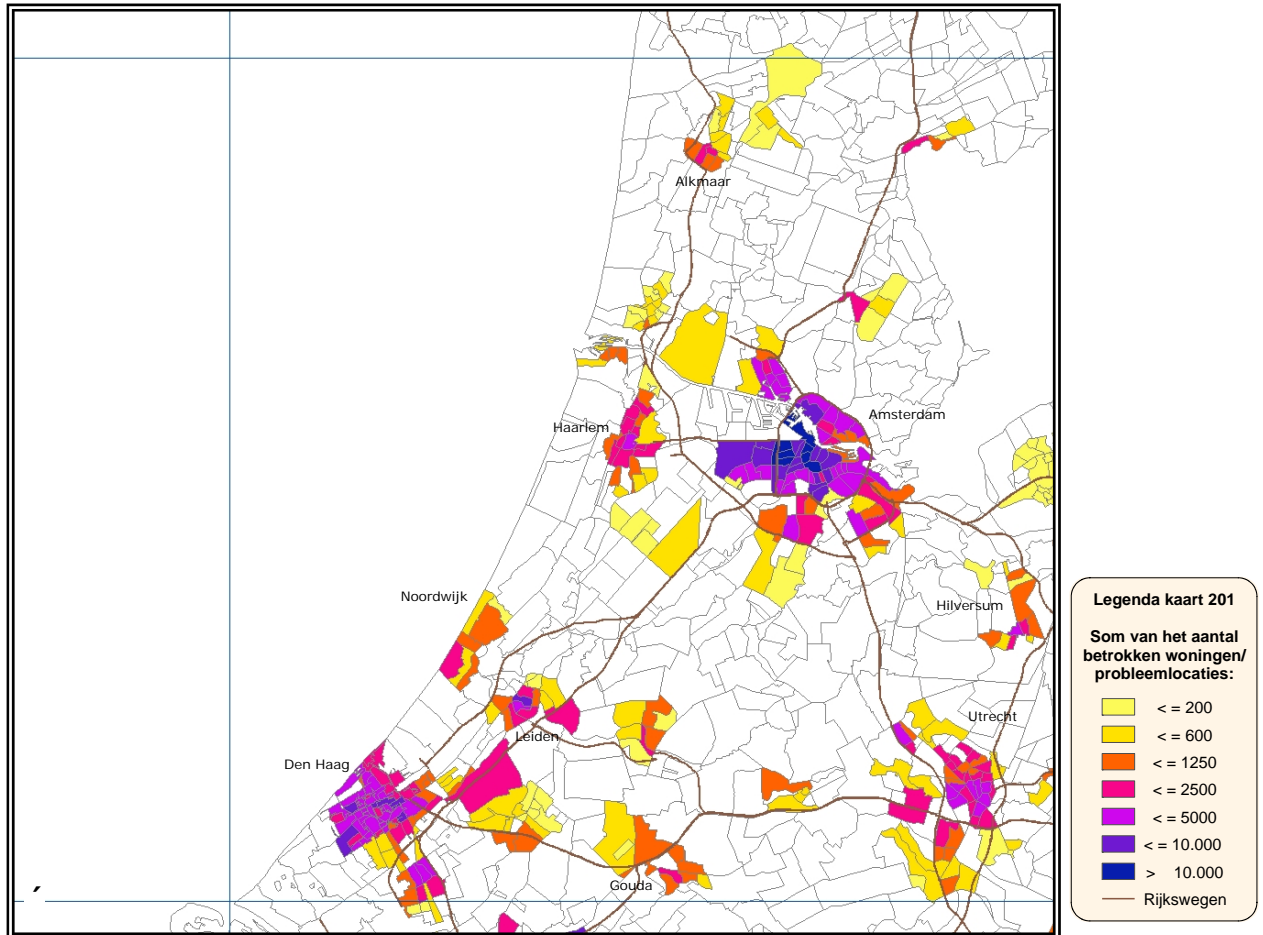 Alkmaar
Amsterdam
Haarlem
Noordwijk
Hilversum
Utrecht
Leiden
Den Haag
Gouda
Legenda kaart 201
Som van het aantal
betrokken woningen/
probleemlocaties:
< = 200
< = 600
< = 1250
< = 2500
< = 5000
< = 10.000
> 10.000
Rijkswegen